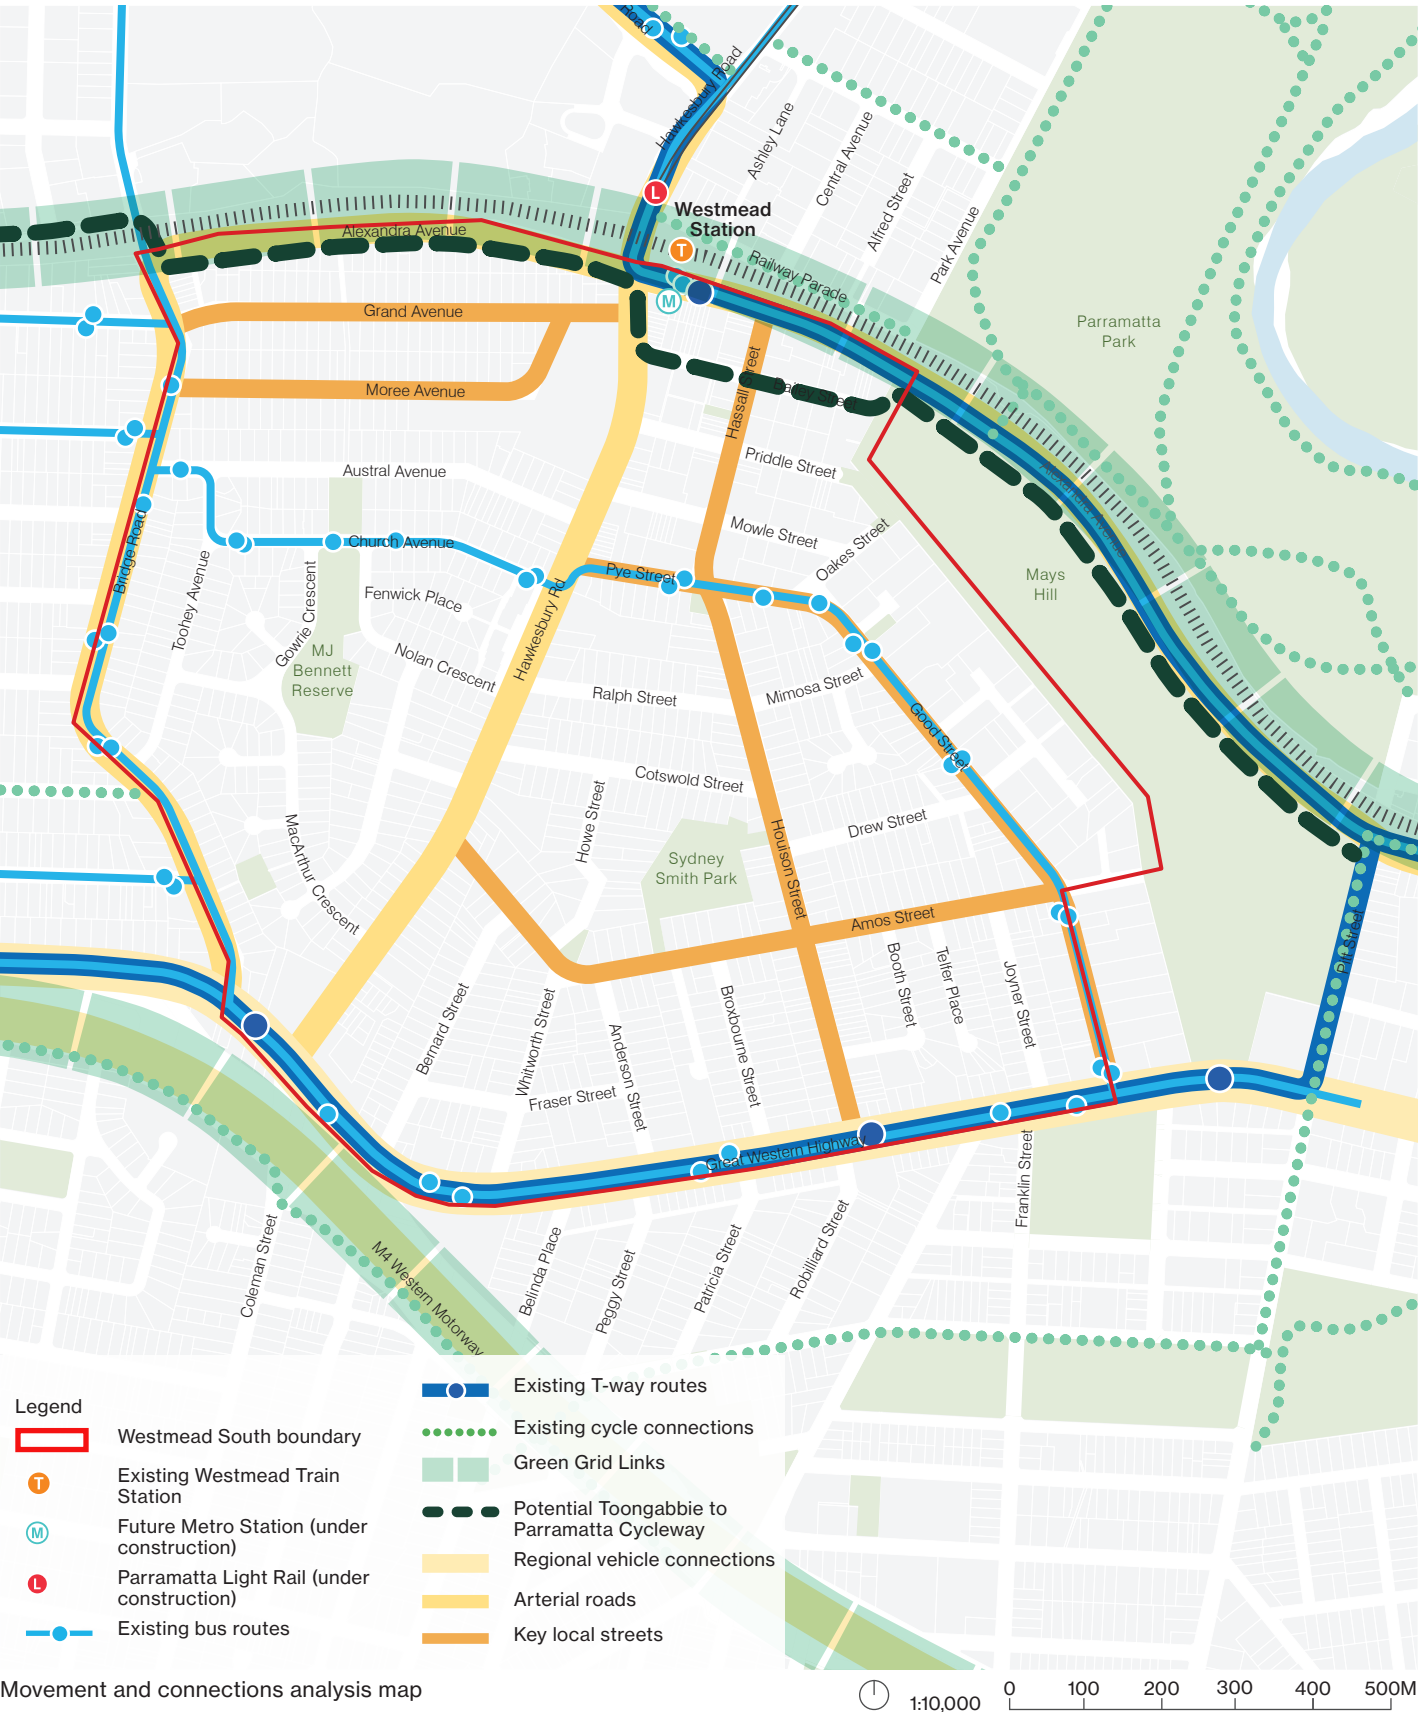 Road
Hawkesbury Road
Ashley Lane
Central Avenue
Alfred Street
Park Avenue
L
Westmead
Station
T
M
Railway Parade
Alexandra Avenue
Grand Avenue
Moree Avenue
Hassall Street
Bailey Street
Parramatta
Park
Priddle Street
Austral Avenue
Alexandra Avenue
Mowle Street
Oakes Street
Bridge Road
Church Avenue
Toohey Avenue
Gowrie Crescent
Fenwick Place
Pye Street
Hawkesbury Rd
Mays
Hill
MJ
Bennett
Reserve
Nolan Crescent
Ralph Street
Mimosa Street
Good Street
Cotswold Street
Howe Street
Drew Street
Houison Street
MacArthur Crescent
Sydney
Smith Park
Amos Street
Pitt Street
Booth Street
Telfer Place
Joyner Street
Bernard Street
Whitworth Street
Anderson Street
Broxbourne Street
Fraser Street
Great Western Highway
Franklin Street
Coleman Street
M4 Western Motorway
Belinda Place
Peggy Street
Patricia Street
Robilliard Street
Legend
Westmead South boundary
T
Existing Westmead Train
Station
M
Future Metro Station (under
construction)
L
Parramatta Light Rail (under
construction)
Existing bus routes
Existing T-way routes
Existing cycle connections
Green Grid Links
Potential Toongabbie to
Parramatta Cycleway
Regional vehicle connections
Arterial roads
Key local streets
Movement and connections analysis map
1:10,000
0 100 200 300 400 500M